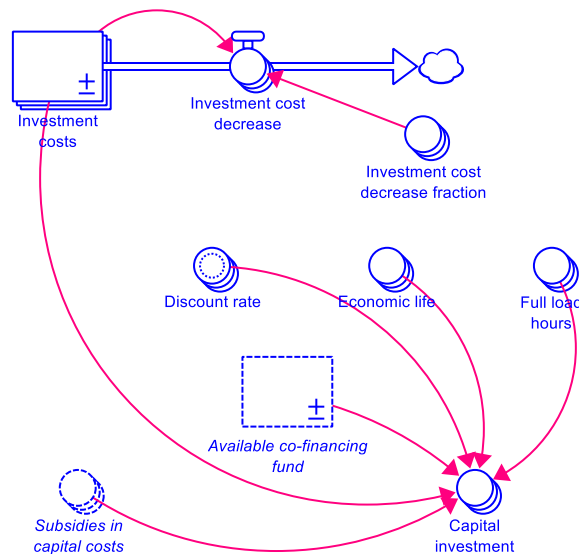 Investment
costs
Investment cost
decrease
Investment cost
decrease fraction
Discount rate
Economic life
Full load
hours
Available co-financing
fund
Subsidies in
capital costs
Capital
investment